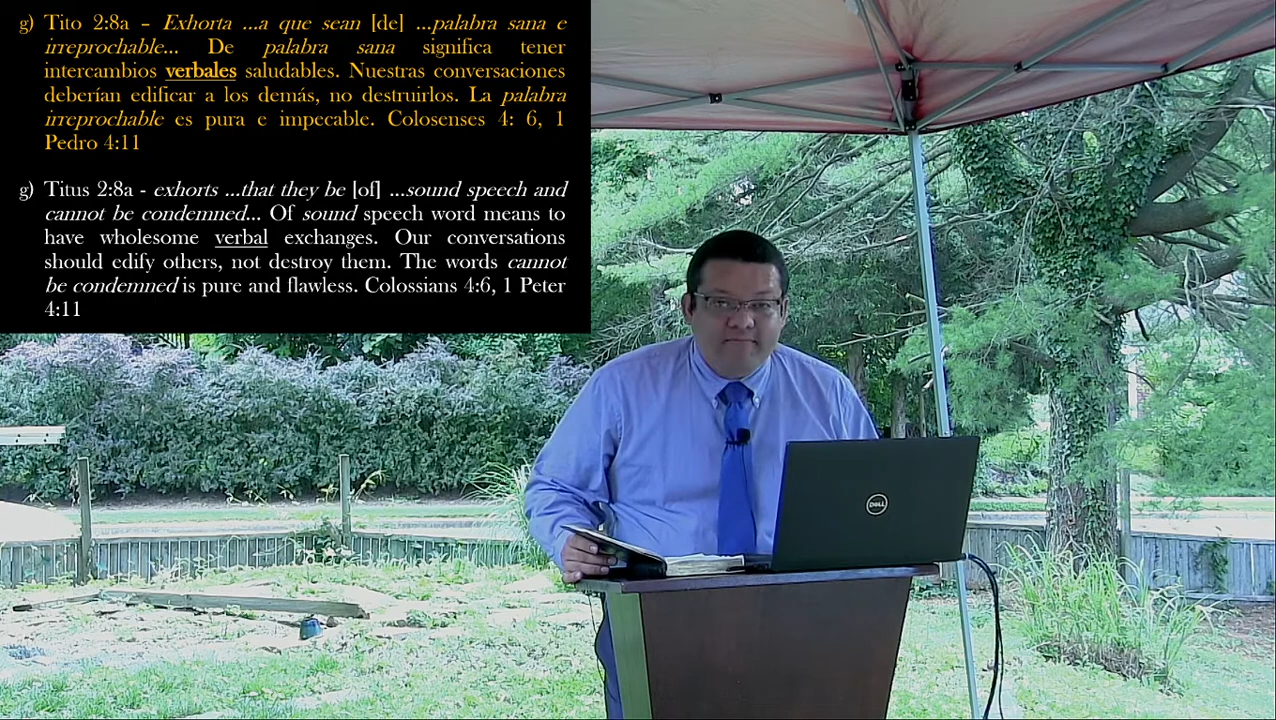 g) Tito 2:8a – Exhorta ...a que sean [de] ...palabra sana e
irreprochable... De palabra sana significa tener
intercambios verbales saludables. Nuestras conversaciones
deberían edificar a los demás, no destruirlos. La palabra
irreprochable es pura e impecable. Colosenses 4: 6, 1
Pedro 4:11
g) Titus 2:8a - exhorts ...that they be [of] ...sound speech and
cannot be condemned... Of sound speech word means to
have wholesome verbal exchanges. Our conversations
should edify others, not destroy them. The words cannot
be condemned is pure and flawless. Colossians 4:6, 1 Peter
4:11
DELL